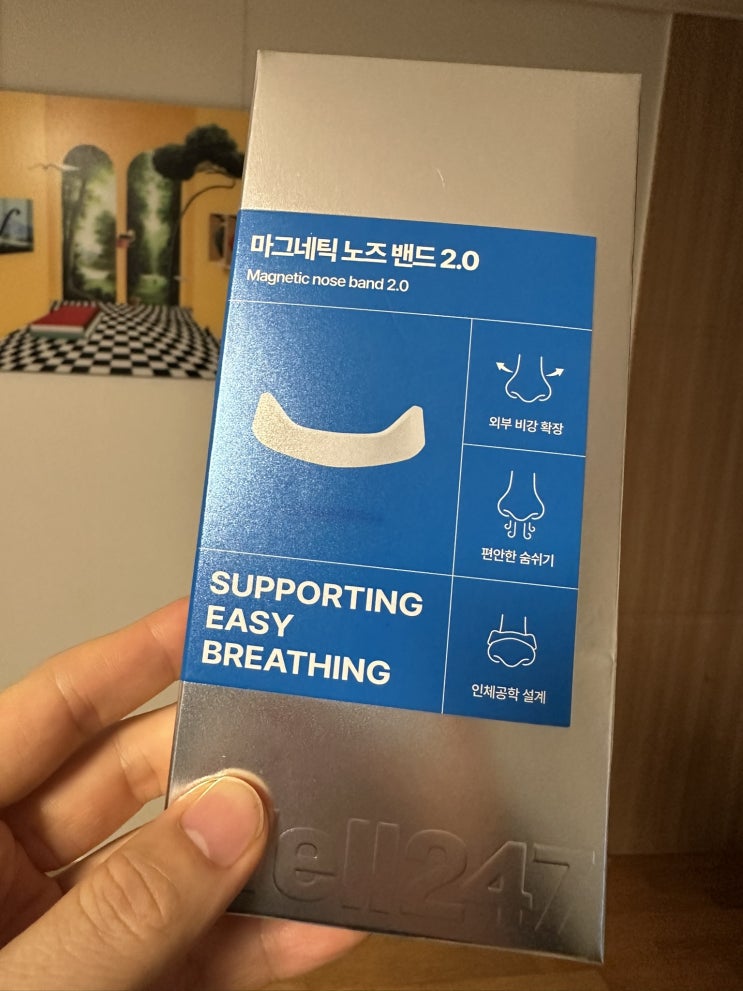 마그네틱 노즈 밴드 2.0
Magnetic nose band 2.0
외부 비강 확장
편안한 숨쉬기
인체공학 설계
SUPPORTING
EASY
BREATHING